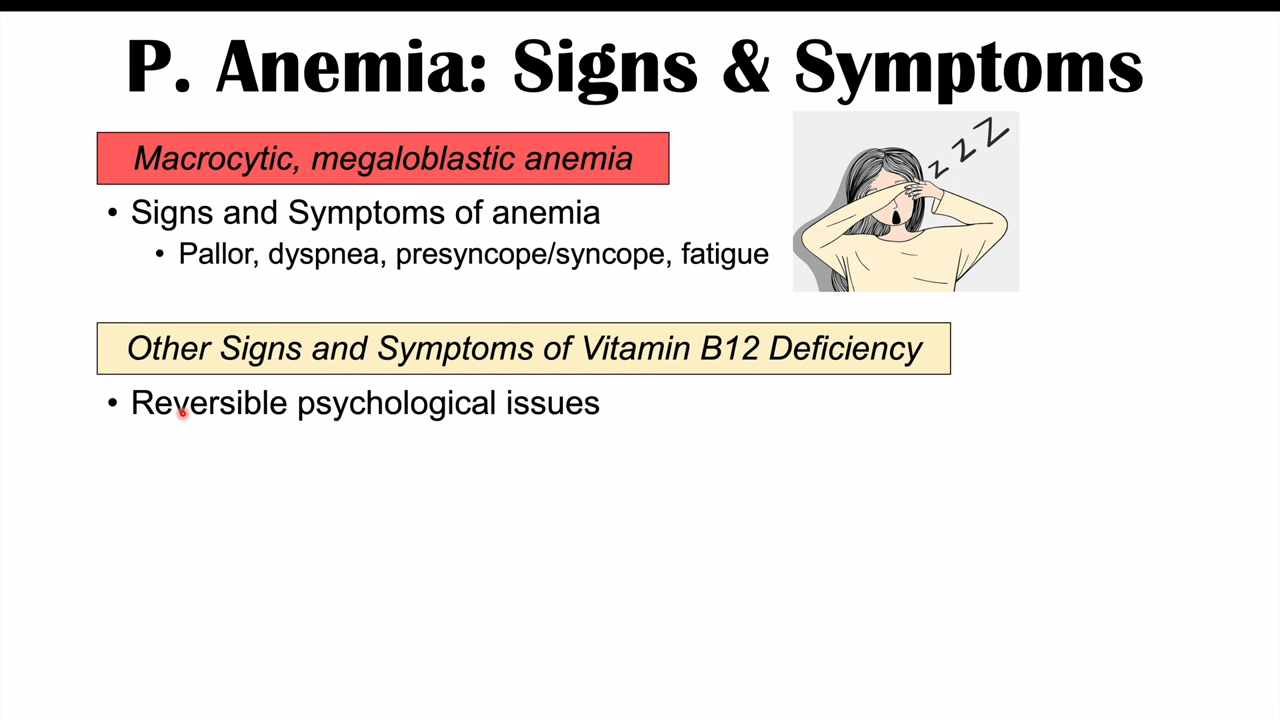 P. Anemia: Signs & Symptoms
Macrocytic, megaloblastic anemia
• Signs and Symptoms of anemia
• Pallor, dyspnea, presyncope/syncope, fatigue
z z Z
Other Signs and Symptoms of Vitamin B12 Deficiency
• Reversible psychological issues